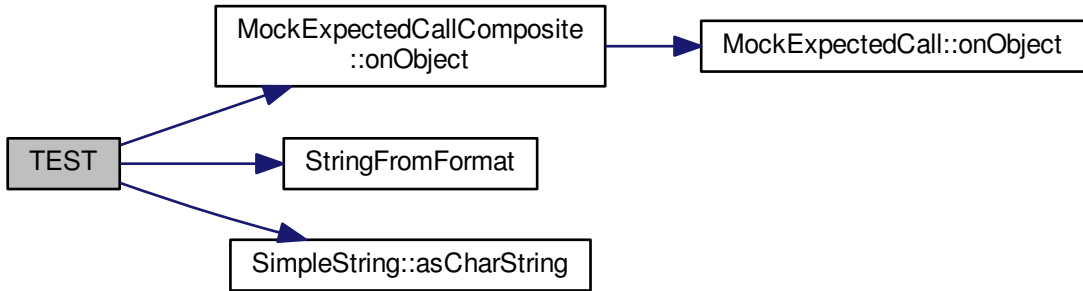 MockExpectedCallComposite
::onObject
MockExpectedCall::onObject
TEST
StringFromFormat
SimpleString::asCharString